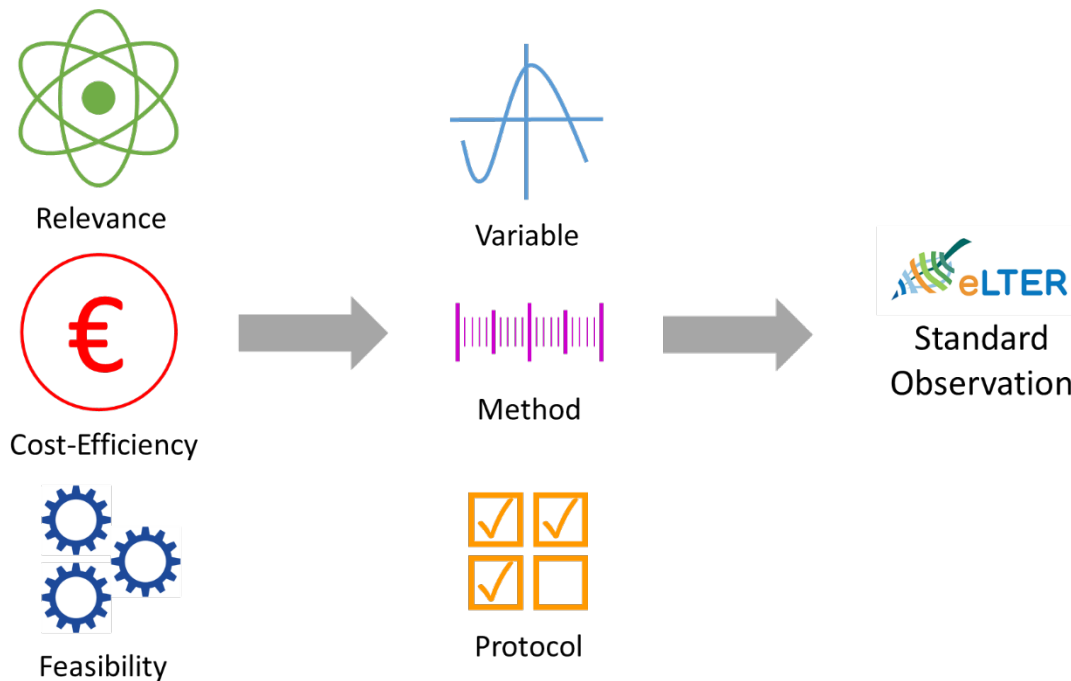 Relevance
€
Cost-Efficiency
Feasibility
Variable
Method
Protocol
eLTER
Standard
Observation